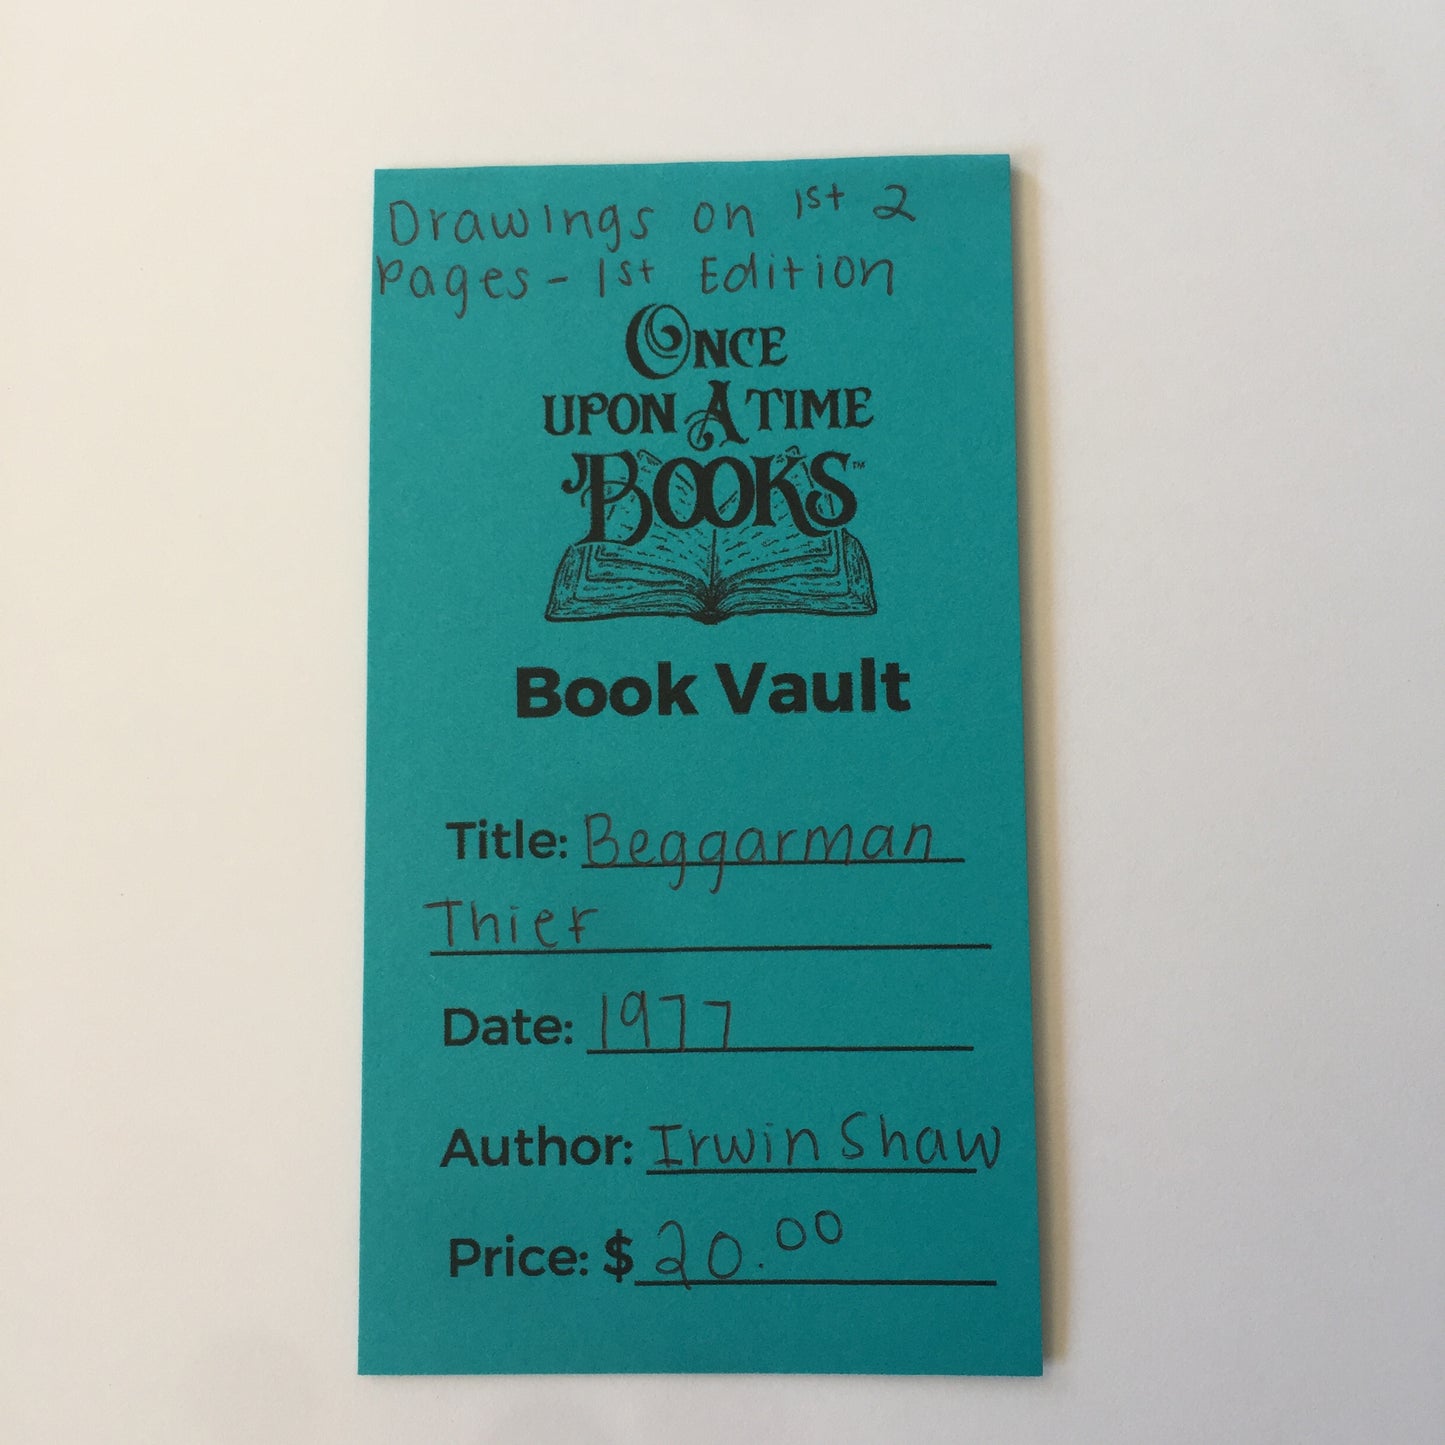 Drawings on 1st 2
Pages - 1st Edition
ONCE
UPON A TIME
BOOKS™
Book Vault
Title: Beggarman
Thief
Date: 1977
Author: Irwin Shaw
Price: $ 20.00